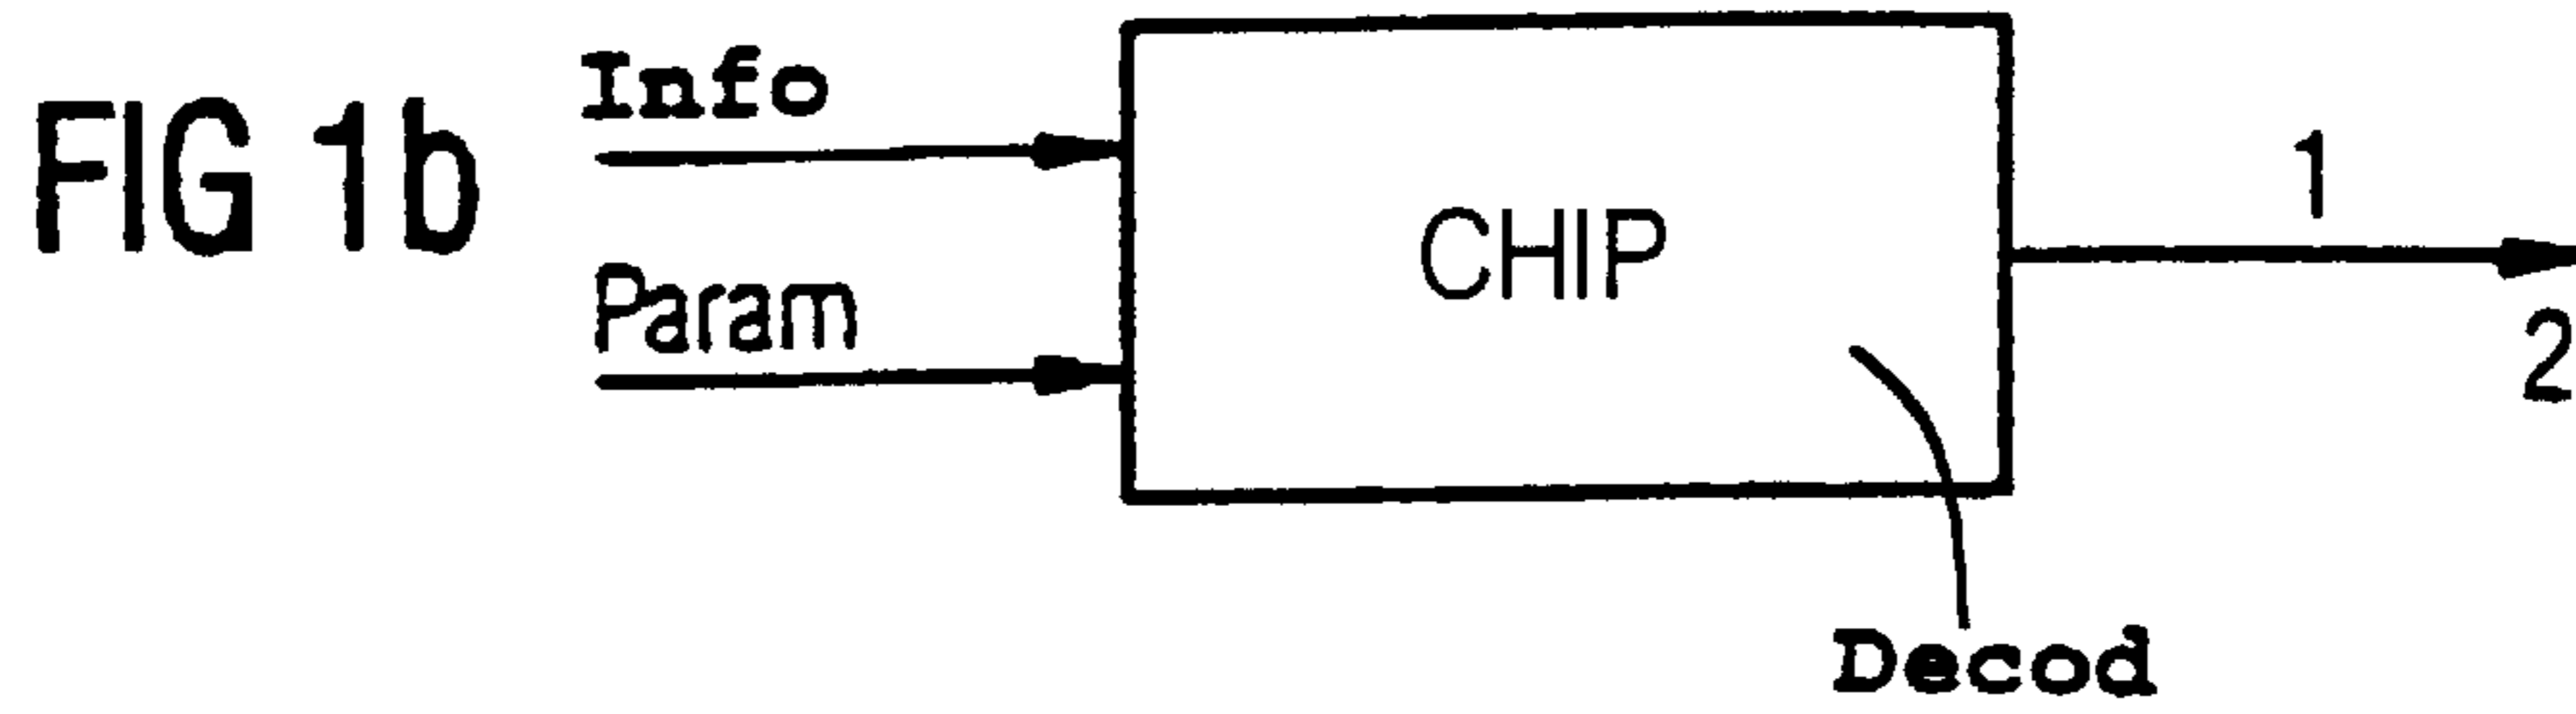 FIG 1b
Info
Param
CHIP
1
2
Decod